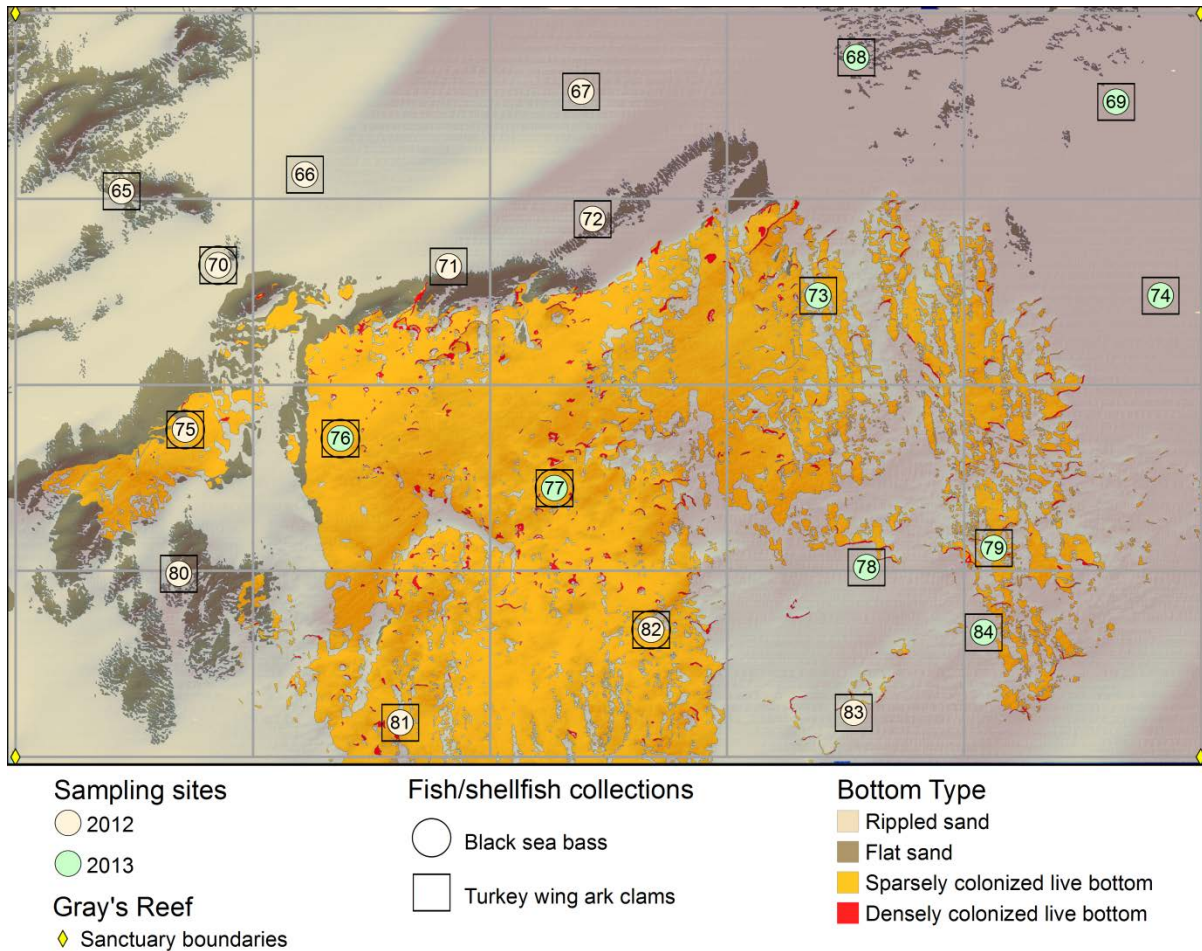 68
67
69
66
65
72
70
71
73
74
75
76
77
79
78
80
82
84
83
81
Sampling sites
2012
2013
Gray's Reef
Sanctuary boundaries
Fish/shellfish collections
Black sea bass
Turkey wing ark clams
Bottom Type
Rippled sand
Flat sand
Sparsely colonized live bottom
Densely colonized live bottom